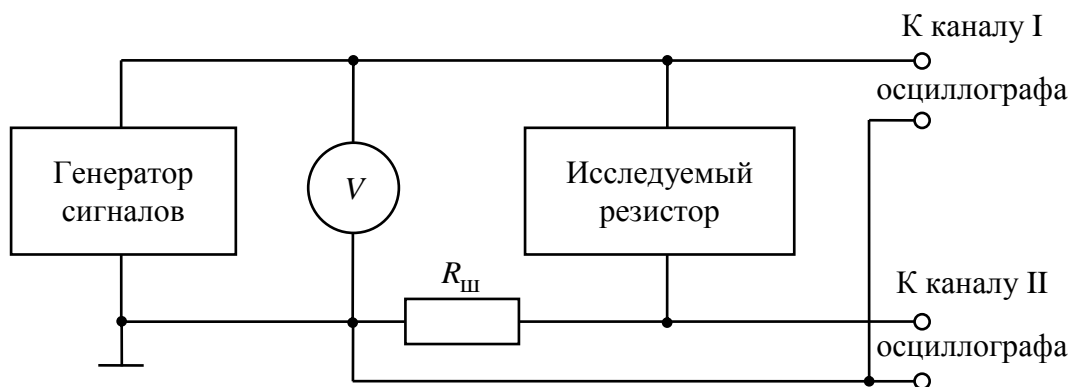 К каналу I
осциллографа
Генератор
сигналов
V
Исследуемый
резистор
Rш
К каналу II
осциллографа